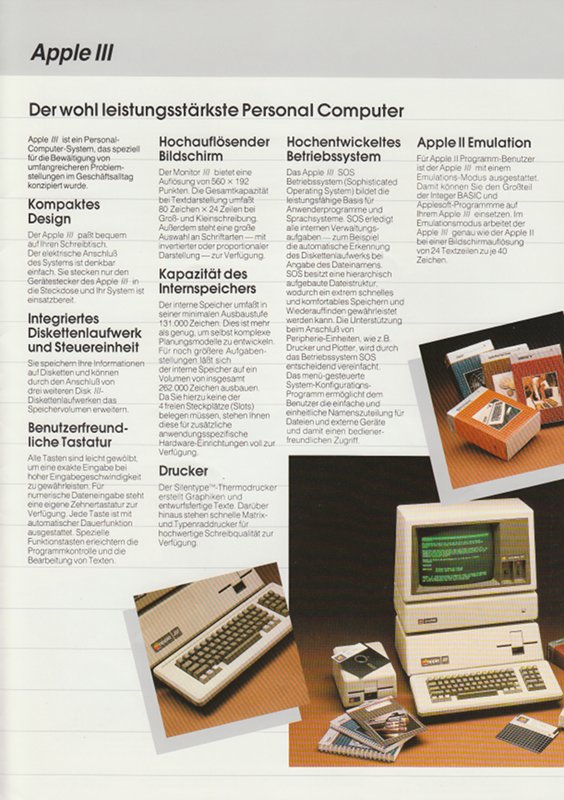 Apple III
Der wohl leistungsstärkste Personal Computer
Apple /// ist ein Personal-
Computer-System, das speziell
für die Bewältigung von
umfangreicheren Problem-
stellungen im Geschäftsalltag
konzipiert wurde.
Kompaktes
Design
Der Apple /// paßt bequem
auf Ihren Schreibtisch.
Der elektrische Anschluß
des Systems ist denkbar
einfach. Sie stecken nur den
Gerätestecker des Apple /// in
die Steckdose und Ihr System ist
einsatzbereit.
Integriertes
Diskettenlaufwerk
und Steuereinheit
Sie speichern Ihre Informationen
auf Disketten und können
durch den Anschluß von
drei weiteren Disk ///-
Diskettenlaufwerken das
Speichervolumen erweitern.
Benutzerfreund-
liche Tastatur
Alle Tasten sind leicht gewölbt,
um eine exakte Eingabe bei
hoher Eingabegeschwindigkeit
zu gewährleisten. Für
numerische Dateneingabe steht
eine eigene Zehnertastatur zur
Verfügung. Jede Taste ist mit
automatischer Dauerfunktion
ausgestattet. Spezielle
Funktionstasten erleichtern die
Programmkontrolle und die
Bearbeitung von Texten.
Hochauflösender
Bildschirm
Der Monitor /// bietet eine
Auflösung von 560 × 192
Punkten. Die Gesamtkapazität
bei Textdarstellung umfaßt
80 Zeichen × 24 Zeilen bei
Groß- und Kleinschreibung.
Außerdem steht eine große
Auswahl an Schriftarten — mit
invertierter oder proportionaler
Darstellung — zur Verfügung.
Kapazität des
Internspeichers
Der interne Speicher umfaßt in
seiner minimalen Ausbaustufe
131.000 Zeichen. Dies ist mehr
als genug, um selbst komplexe
Planungsmodelle zu entwickeln.
Für noch größere Aufgaben-
stellungen läßt sich
der interne Speicher auf ein
Volumen von insgesamt
262.000 Zeichen ausbauen.
Da Sie hierzu keine der
4 freien Steckplätze (Slots)
belegen müssen, stehen Ihnen
diese für zusätzliche
anwendungsspezifische
Hardware-Einrichtungen voll zur
Verfügung.
Drucker
Der Silentype™-Thermodrucker
erstellt Graphiken und
entwurfsfertige Texte. Darüber
hinaus stehen schnelle Matrix-
und Typenraddrucker für
hochwertige Schreibqualität zur
Verfügung.
Hochentwickeltes
Betriebssystem
Das Apple /// SOS
Betriebssystem (Sophisticated
Operating System) bildet die
leistungsfähige Basis für
Anwenderprogramme und
Sprachsysteme. SOS erledigt
alle internen Verwaltungs-
aufgaben — zum Beispiel
die automatische Erkennung
des Diskettenlaufwerks bei
Angabe des Dateinamens.
SOS besitzt eine hierarchisch
aufgebaute Dateistruktur,
wodurch ein extrem schnelles
und komfortables Speichern und
Wiederauffinden gewährleistet
werden kann. Die Unterstützung
beim Anschluß von
Peripherie-Einheiten, wie z.B.
Drucker und Plotter, wird durch
das Betriebssystem SOS
entscheidend vereinfacht.
Das menü-gesteuerte
System-Konfigurations-
Programm ermöglicht dem
Benutzer die einfache und
einheitliche Namenszuteilung für
Dateien und externe Geräte
und damit einen bediener-
freundlichen Zugriff.
Apple II Emulation
Für Apple II Programm-Benutzer
ist der Apple /// mit einem
Emulations-Modus ausgestattet.
Damit können Sie den Großteil
der Integer BASIC und
Applesoft-Programme auf
Ihrem Apple /// einsetzen. Im
Emulationsmodus arbeitet der
Apple /// genau wie der Apple II
bei einer Bildschirmauflösung
von 24 Textzeilen zu je 40
Zeichen.
apple ///